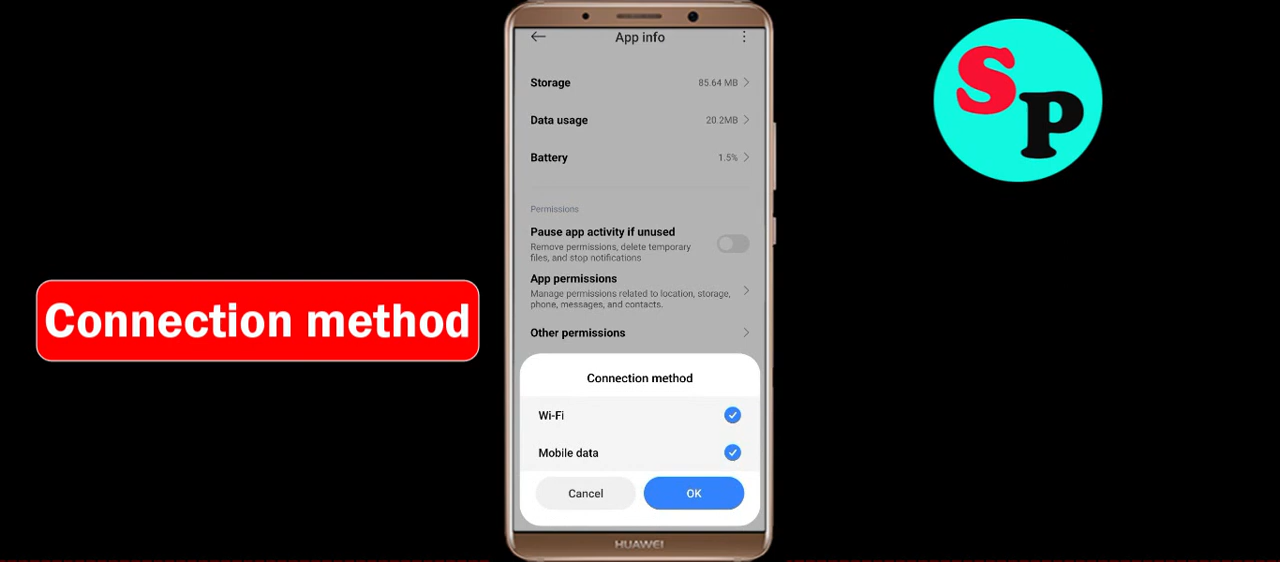 App info
Storage 85.64 MB
Data usage 20.2MB
Battery 1.5%
Permissions
Pause app activity if unused
Remove permissions, delete temporary
files, and stop notifications
App permissions
Manage permissions related to location, storage,
phone, messages, and contacts.
Other permissions
Connection method
Wi-Fi
Mobile data
Cancel OK
HUAWEI
Connection method
SP